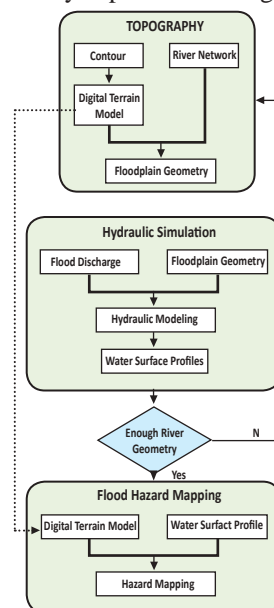 TOPOGRAPHY
Contour
River Network
Digital Terrain
Model
Floodplain Geometry
Hydraulic Simulation
Flood Discharge
Floodplain Geometry
Hydraulic Modeling
Water Surface Profiles
Enough River
Geometry
N
Yes
Flood Hazard Mapping
Digital Terrain Model
Water Surfact Profile
Hazard Mapping